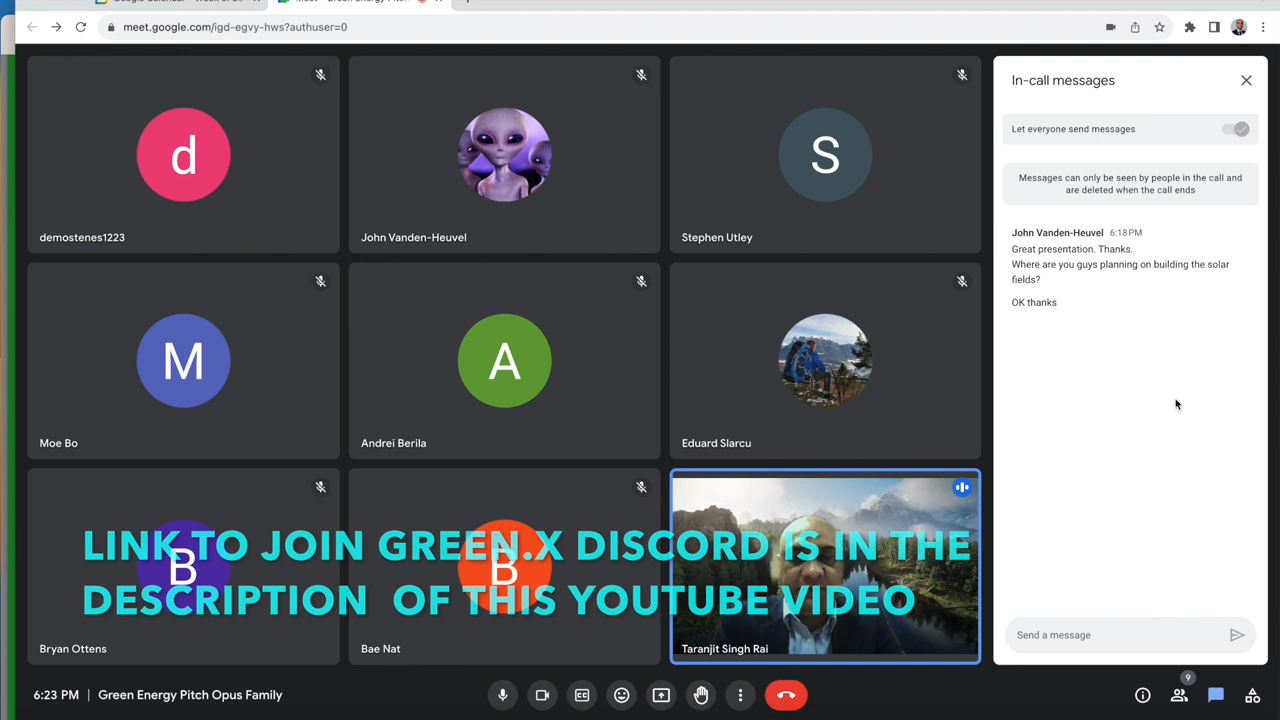 meet.google.com/igd-egvy-hws?authuser=0
In-call messages
Let everyone send messages
Messages can only be seen by people in the call and
are deleted when the call ends
John Vanden-Heuvel 6:18 PM
Great presentation. Thanks.
Where are you guys planning on building the solar
fields?
OK thanks
Send a message
d
demostenes1223
John Vanden-Heuvel
S
Stephen Utley
M
Moe Bo
A
Andrei Berila
Eduard Slarcu
B
Bryan Ottens
B
Bae Nat
Taranjit Singh Rai
LINK TO JOIN GREEN.X DISCORD IS IN THE
DESCRIPTION OF THIS YOUTUBE VIDEO
6:23 PM | Green Energy Pitch Opus Family
9